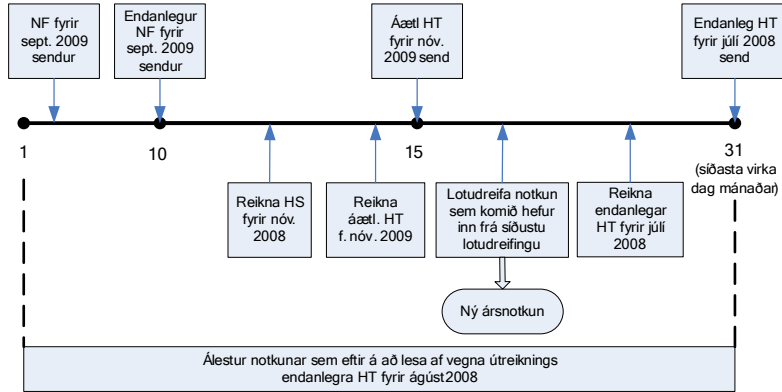 NF fyrir
sept. 2009
sendur
Endanlegur
NF fyrir
sept. 2009
sendur
Áætl HT
fyrir nóv.
2009 send
Endanleg HT
fyrir júlí 2008
send
1
10
15
31
(síðasta virka
dag mánaðar)
Reikna HS
fyrir nóv.
2008
Reikna
áætl. HT
f. nóv. 2009
Lotudreifa notkun
sem komið hefur
inn frá síðustu
lotudreifingu
Reikna
endanlegar
HT fyrir júlí
2008
Ný ársnotkun
Álestur notkunar sem eftir á að lesa af vegna útreiknings
endanlegra HT fyrir ágúst2008